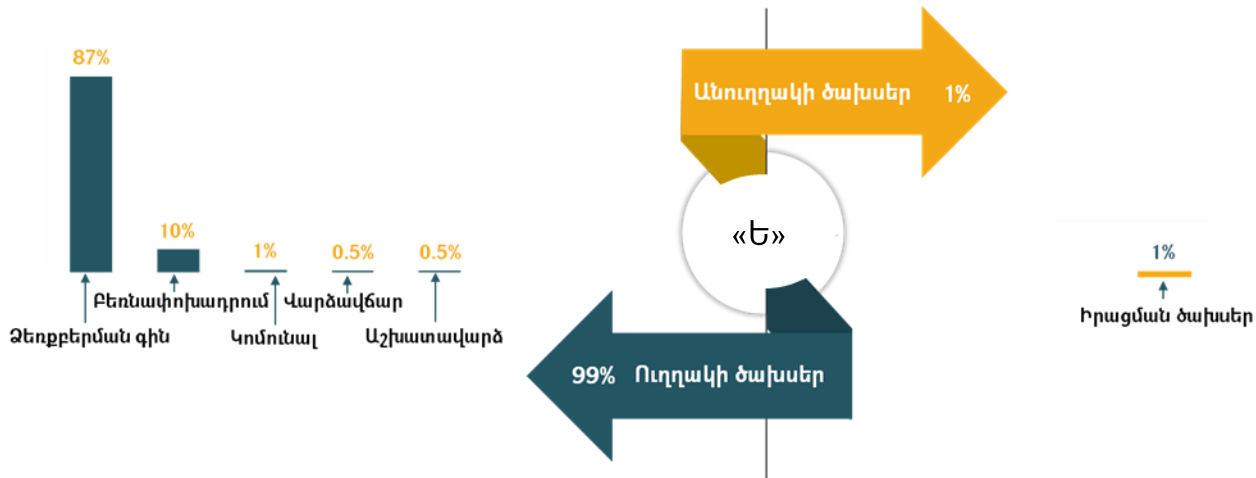 87%
10%
1%
0.5%
0.5%
Ձեռքբերման գին
Բեռնափոխադրում
Կոմունալ
Վարձավճար
Աշխատավարձ
Անուղղակի ծախսեր 1%
«Ե»
99% Ուղղակի ծախսեր
1%
Իրացման ծախսեր